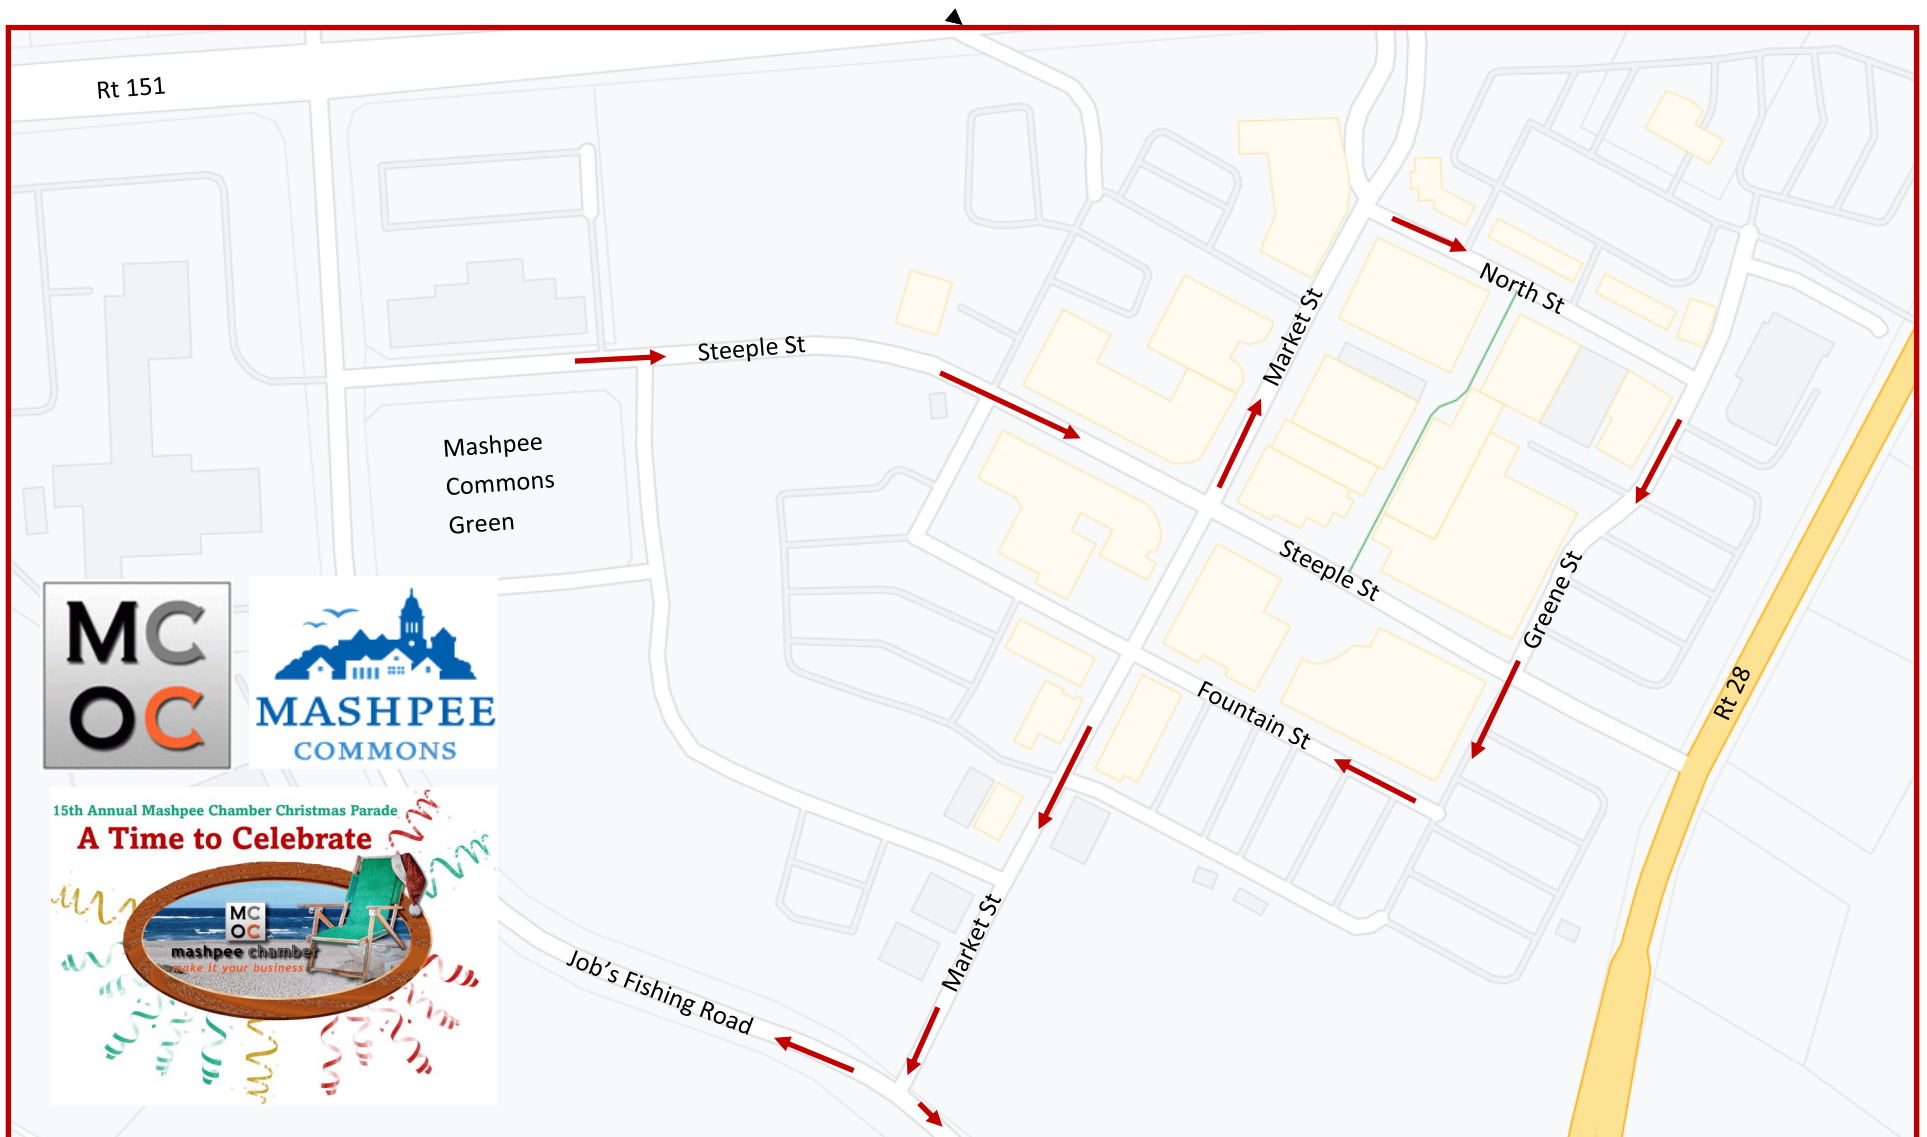 Rt 151
Steeple St
Market St
North St
Mashpee
Commons
Green
Steeple St
Greene St
Fountain St
Rt 28
MC
OC
MASHPEE
COMMONS
15th Annual Mashpee Chamber Christmas Parade
A Time to Celebrate
MC
OC
mashpee chamber
make it your business
Market St
Job's Fishing Road